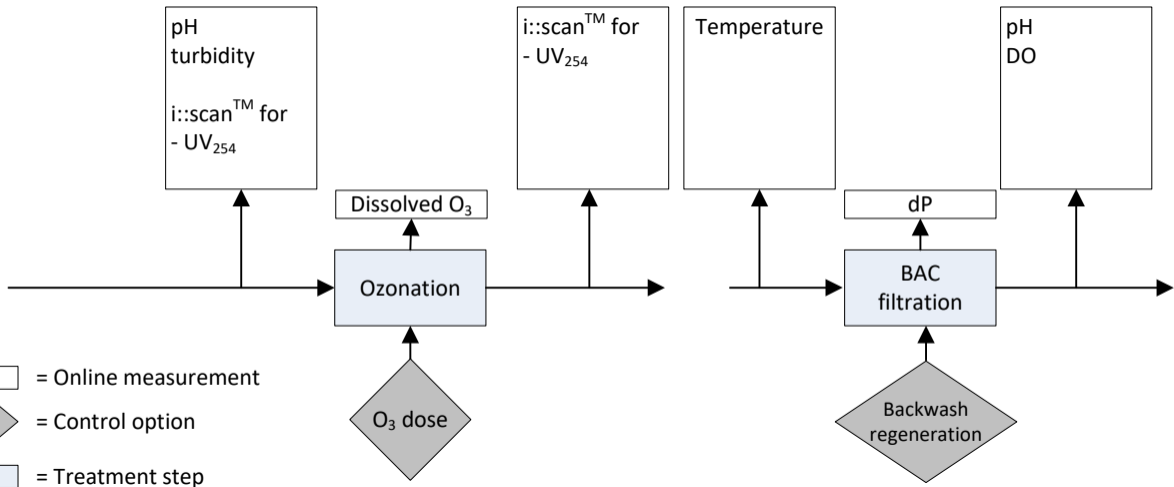 pH
turbidity
i::scan™ for
- UV₂₅₄
i::scan™ for
- UV₂₅₄
Temperature
pH
DO
Dissolved O₃
dP
Ozonation
BAC
filtration
= Online measurement
= Control option
= Treatment step
O₃ dose
Backwash
regeneration